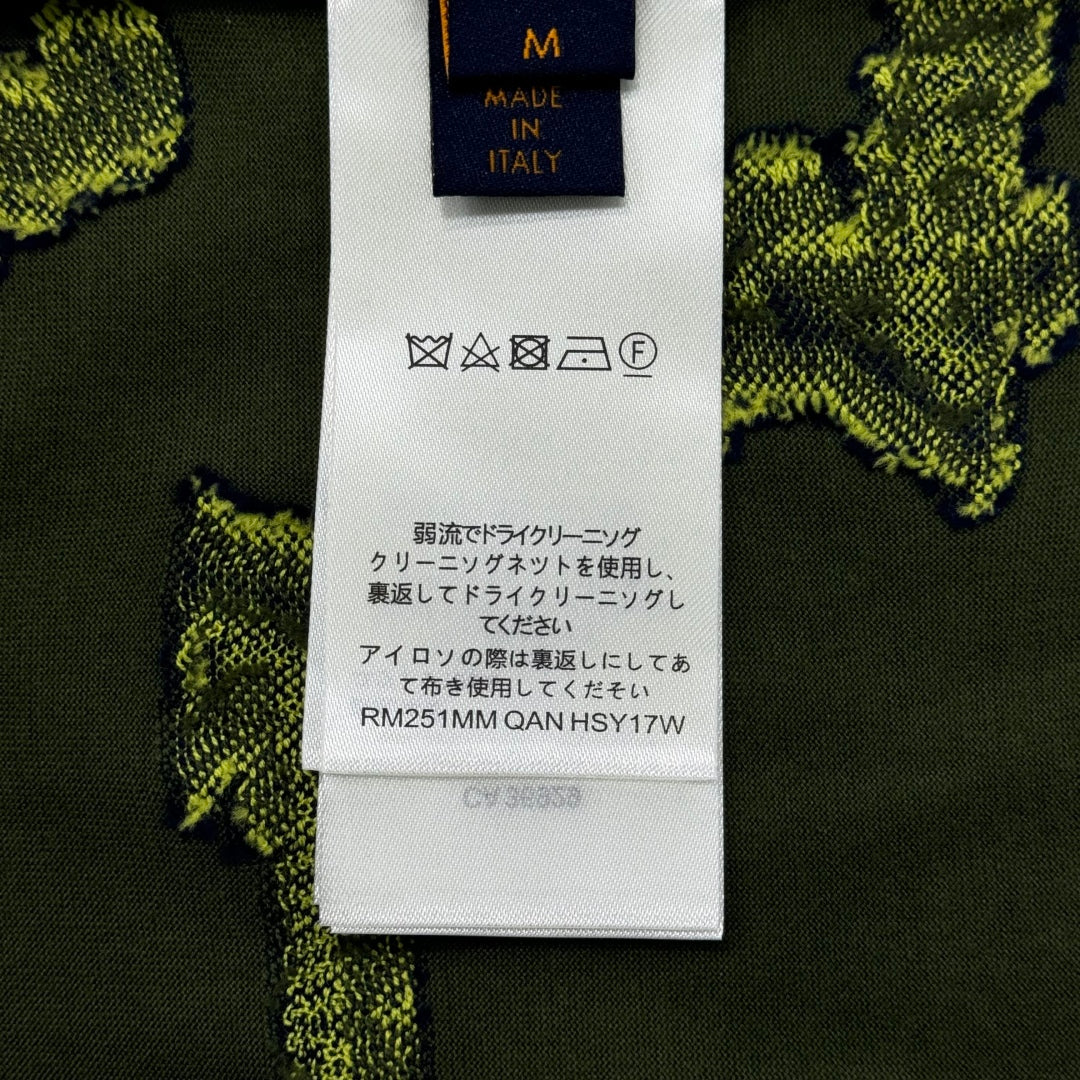 M
MADE
IN
ITALY
F
弱流でドライクリーニソグ
クリーニソグネツトを使用し、
裏返してドライクリーニソグし
てください
アイロソの際は裏返しにしてあ
て布き使用してくだそい
RM251MM QAN HSY17W
CA 36929